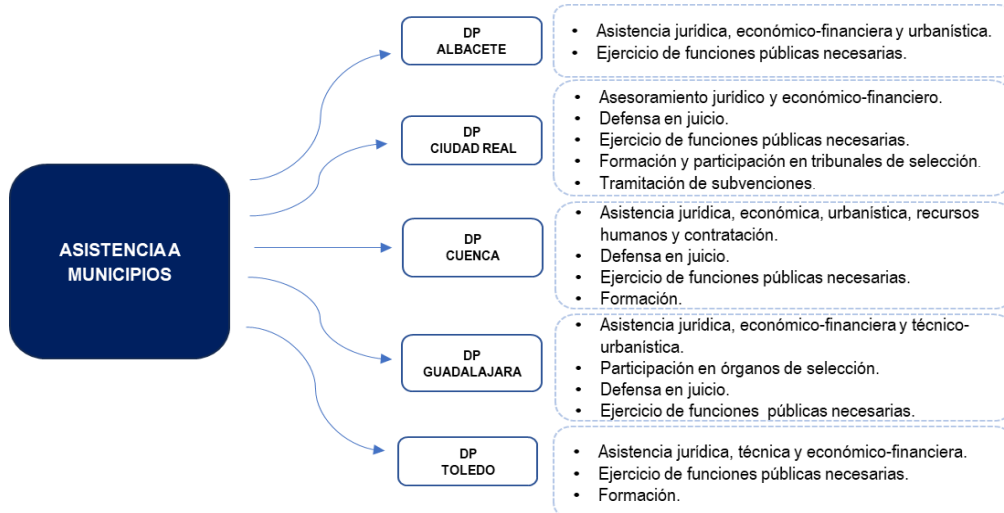 ASISTENCIA A
MUNICIPIOS
DP
ALBACETE
• Asistencia jurídica, económico-financiera y urbanística.
• Ejercicio de funciones públicas necesarias.
DP
CIUDAD REAL
• Asesoramiento jurídico y económico-financiero.
• Defensa en juicio.
• Ejercicio de funciones públicas necesarias.
• Formación y participación en tribunales de selección.
• Tramitación de subvenciones.
DP
CUENCA
• Asistencia jurídica, económica, urbanística, recursos
humanos y contratación.
• Defensa en juicio.
• Ejercicio de funciones públicas necesarias.
• Formación.
DP
GUADALAJARA
• Asistencia jurídica, económico-financiera y técnico-
urbanística.
• Participación en órganos de selección.
• Defensa en juicio.
• Ejercicio de funciones públicas necesarias.
DP
TOLEDO
• Asistencia jurídica, técnica y económico-financiera.
• Ejercicio de funciones públicas necesarias.
• Formación.